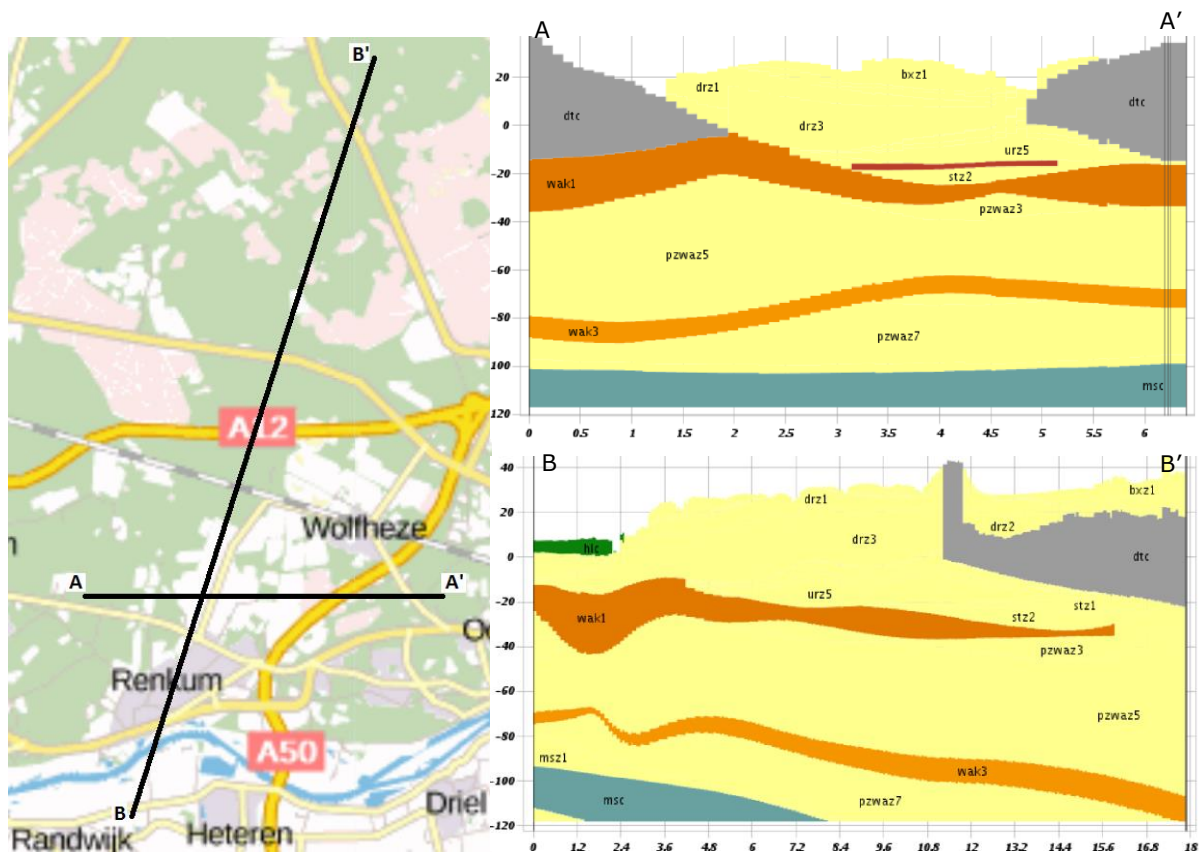 B'
A12
Wolfheze
A
A'
Renkum
A50
B
Driel
Randwijk
Heteren
A
A'
20
0
-20
-40
-60
-80
100
120
dtc
drz1
bxz1
drz3
dtc
urz5
stz2
wak1
pzwaz3
pzwaz5
wak3
pzwaz7
msc
0 0.5 1 1.5 2 2.5 3 3.5 4 4.5 5 5.5 6
B
B'
40
20
0
-20
-40
-60
-80
-100
-120
hlc
drz1
drz3
drz2
bxz1
dtc
urz5
stz2
stz1
wak1
pzwaz3
pzwaz5
msz1
wak3
msc
pzwaz7
0 1.2 2.4 3.6 4.8 6 7.2 8.4 9.6 10.8 12 13.2 14.4 15.6 16.8 18